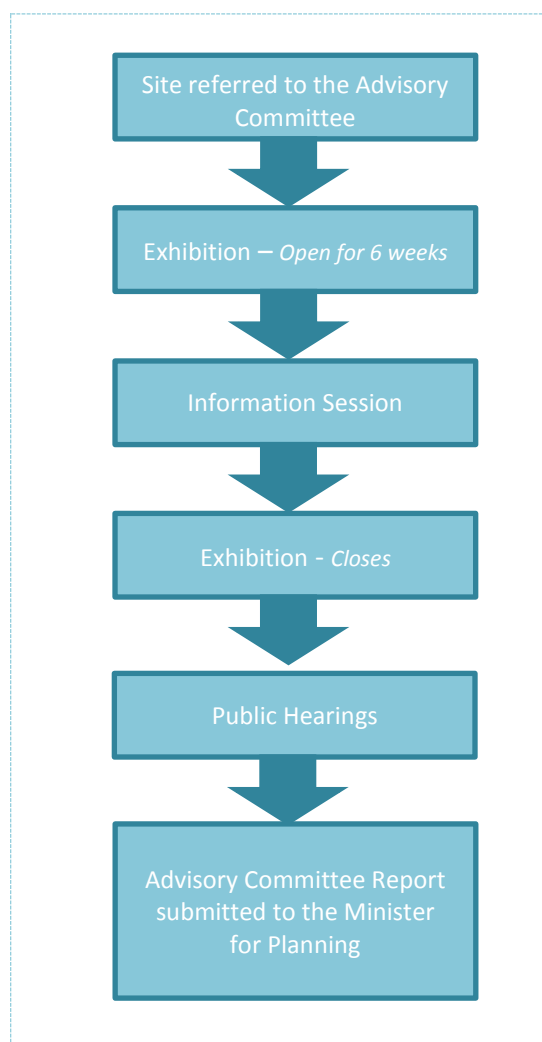 Site referred to the Advisory
Committee
Exhibition – Open for 6 weeks
Information Session
Exhibition - Closes
Public Hearings
Advisory Committee Report
submitted to the Minister
for Planning